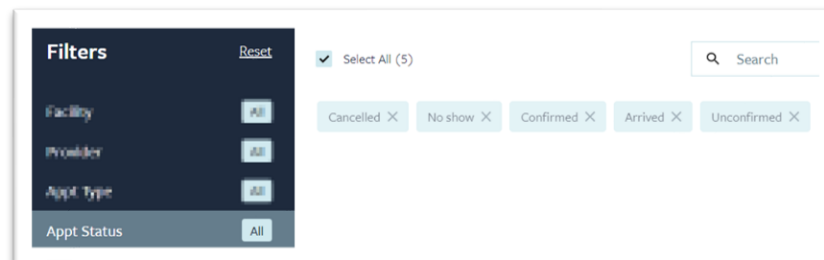 Filters Reset
Select All (5)
Search
Facility All
Provider All
Appt Type All
Appt Status All
Cancelled No show Confirmed Arrived Unconfirmed